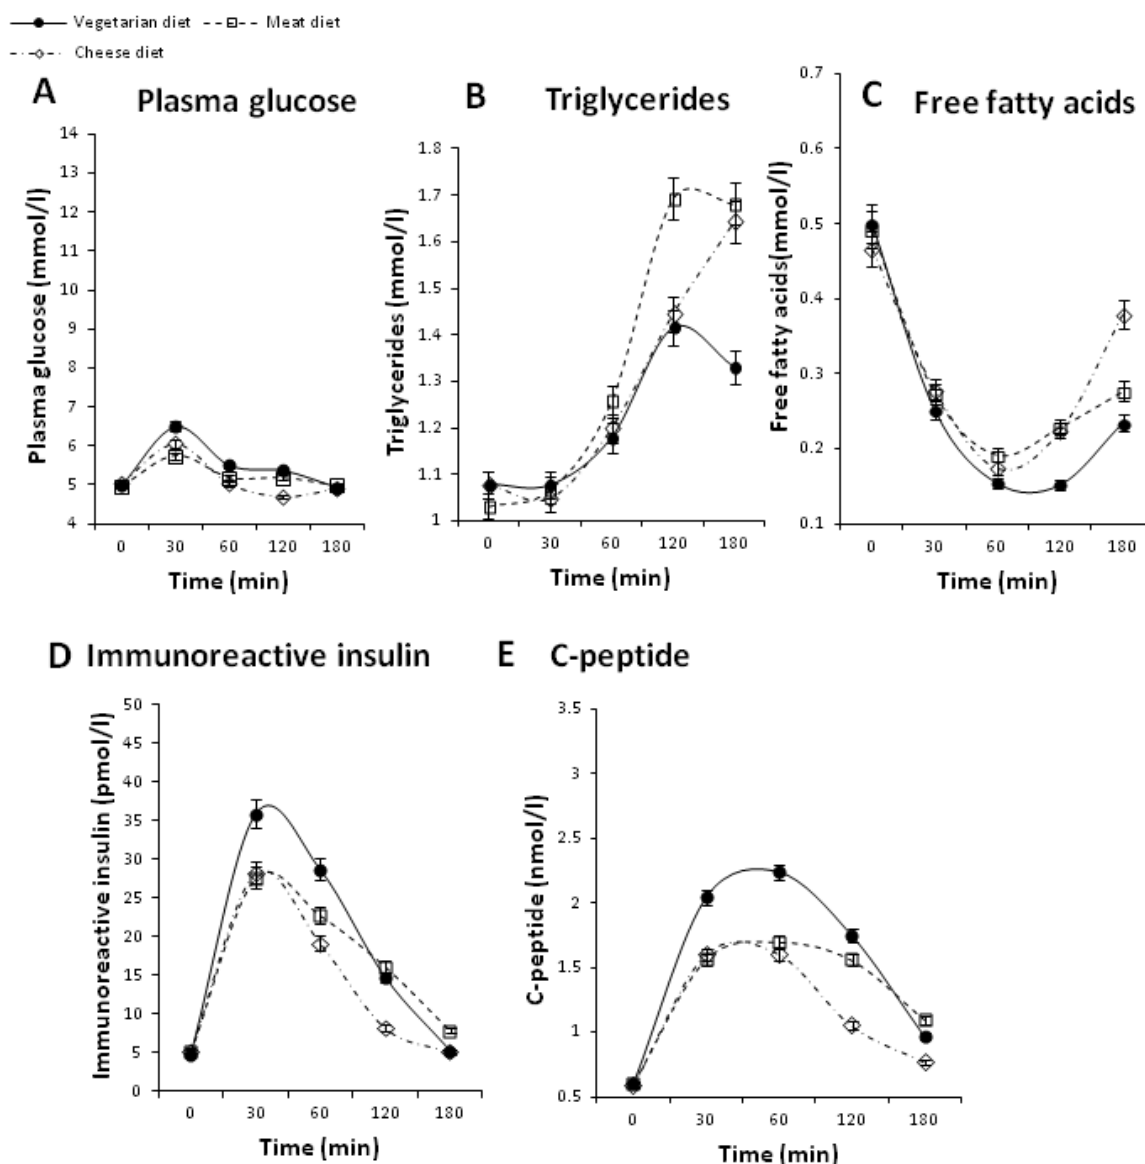 Vegetarian diet Meat diet
Cheese diet
A Plasma glucose
Plasma glucose (mmol/l)
14
13
12
11
10
9
8
7
6
5
4
0 30 60 120 180
Time (min)
B Triglycerides
Triglycerides (mmol/l)
1.8
1.7
1.6
1.5
1.4
1.3
1.2
1.1
1
0 30 60 120 180
Time (min)
C Free fatty acids
Free fatty acids(mmol/l)
0.7
0.6
0.5
0.4
0.3
0.2
0.1
0 30 60 120 180
Time (min)
D Immunoreactive insulin
Immunoreactive insulin (pmol/l)
50
45
40
35
30
25
20
15
10
5
0
0 30 60 120 180
Time (min)
E C-peptide
C-peptide (nmol/l)
3.5
3
2.5
2
1.5
1
0.5
0 30 60 120 180
Time (min)